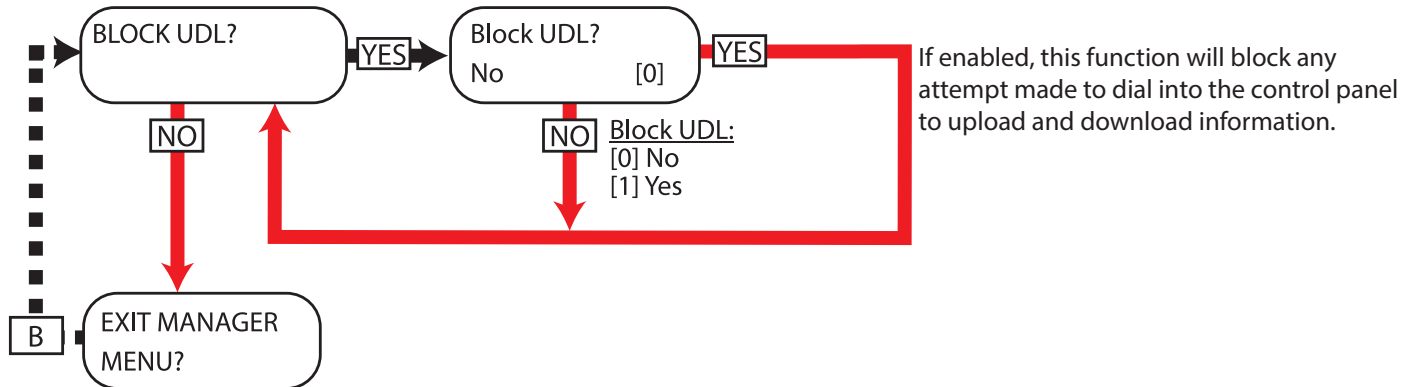 BLOCK UDL?
YES
Block UDL?
No [0]
YES
If enabled, this function will block any
attempt made to dial into the control panel
to upload and download information.
NO
NO
Block UDL:
[0] No
[1] Yes
B
EXIT MANAGER
MENU?